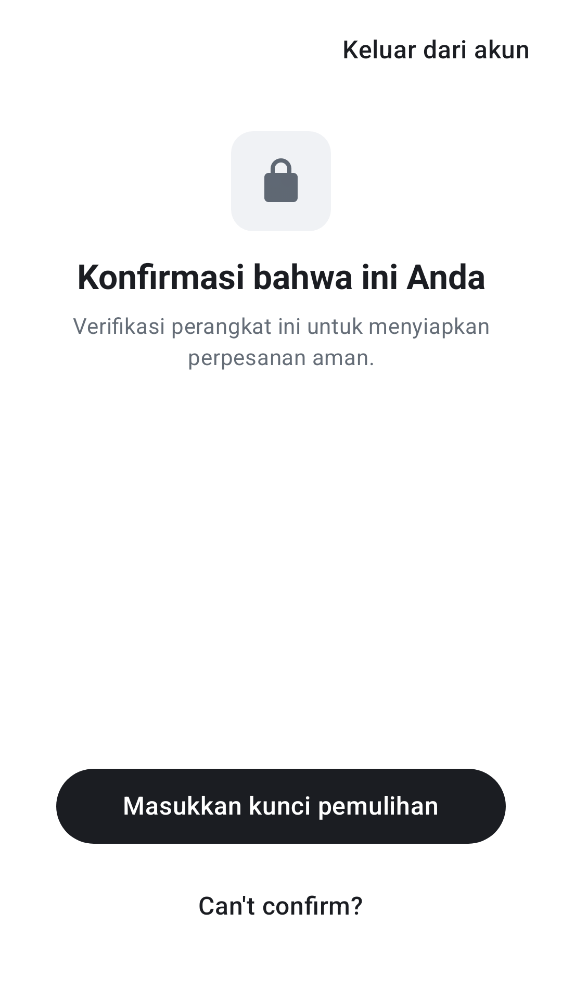 Keluar dari akun
Konfirmasi bahwa ini Anda
Verifikasi perangkat ini untuk menyiapkan
perpesanan aman.
Masukkan kunci pemulihan
Can't confirm?